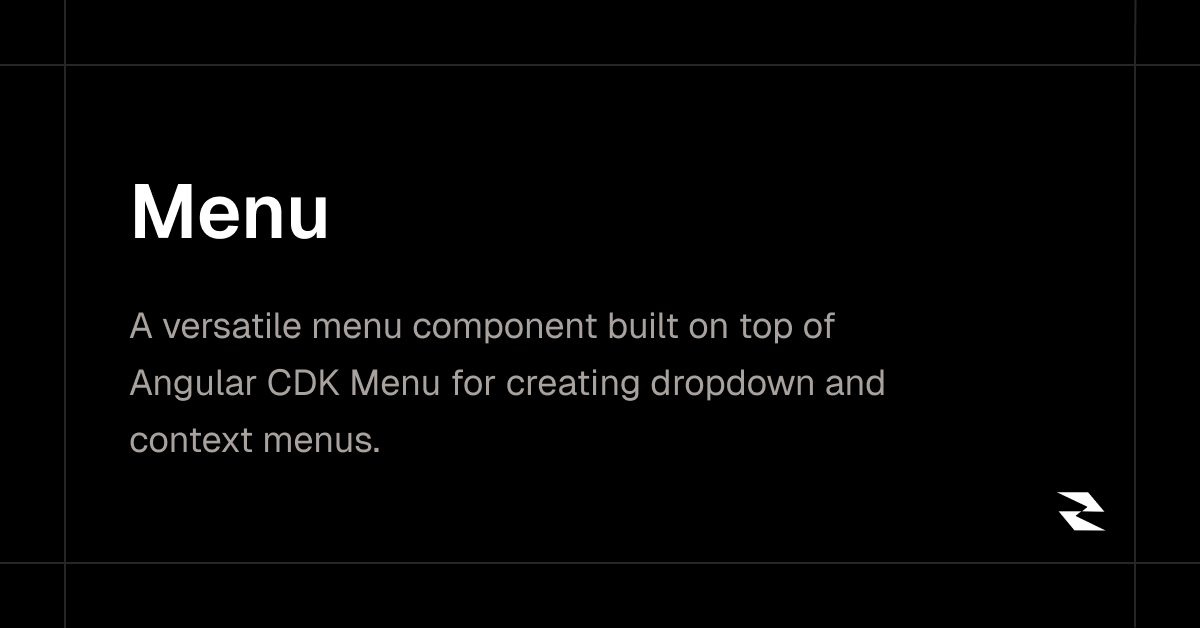 Menu
A versatile menu component built on top of
Angular CDK Menu for creating dropdown and
context menus.